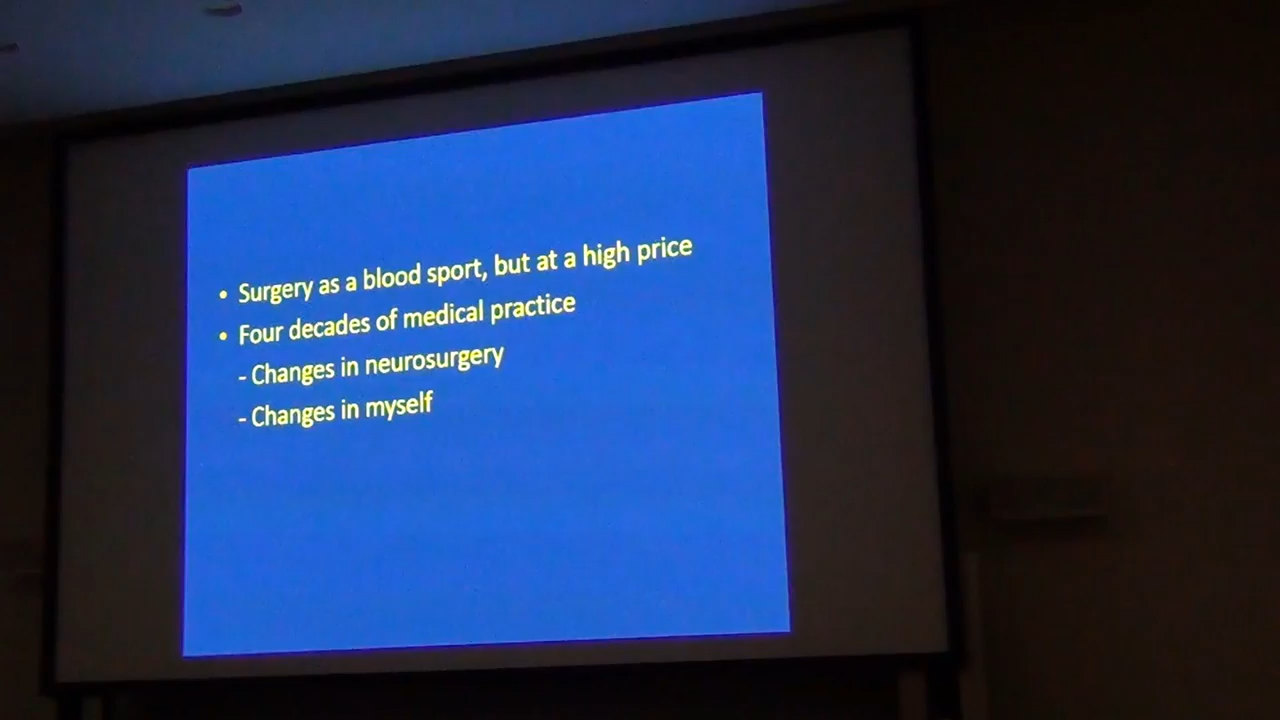 • Surgery as a blood sport, but at a high price
• Four decades of medical practice
- Changes in neurosurgery
- Changes in myself